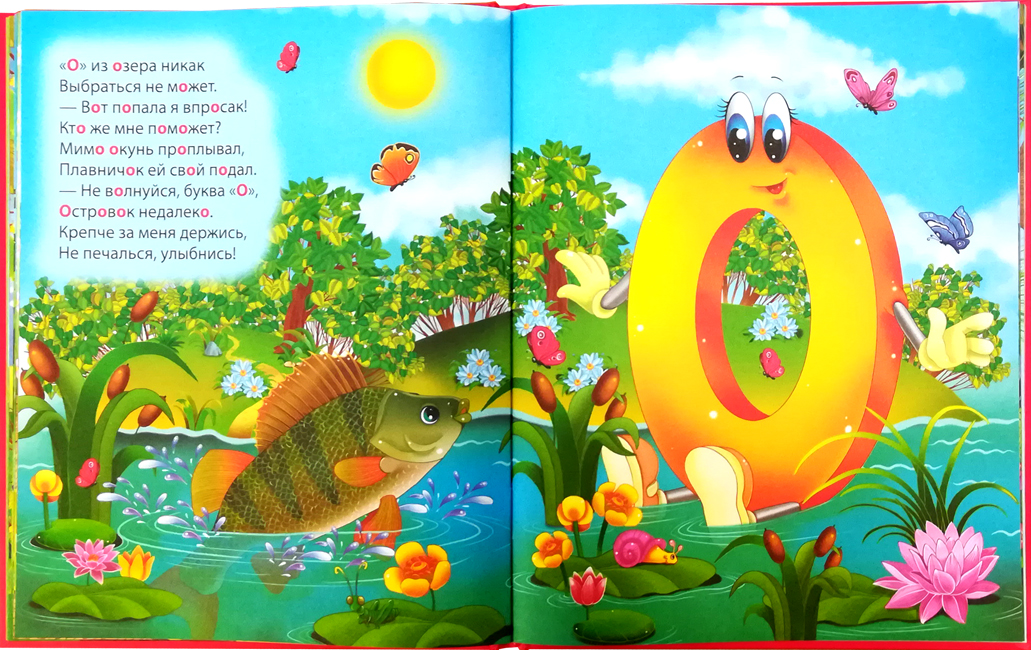 «О» из озера никак
Выбраться не может.
— Вот попала я впросак!
Кто же мне поможет?
Мимо окунь проплывал,
Плавничок ей свой подал.
— Не волнуйся, буква «О»,
Островок недалеко.
Крепче за меня держись,
Не печалься, улыбнись!
О